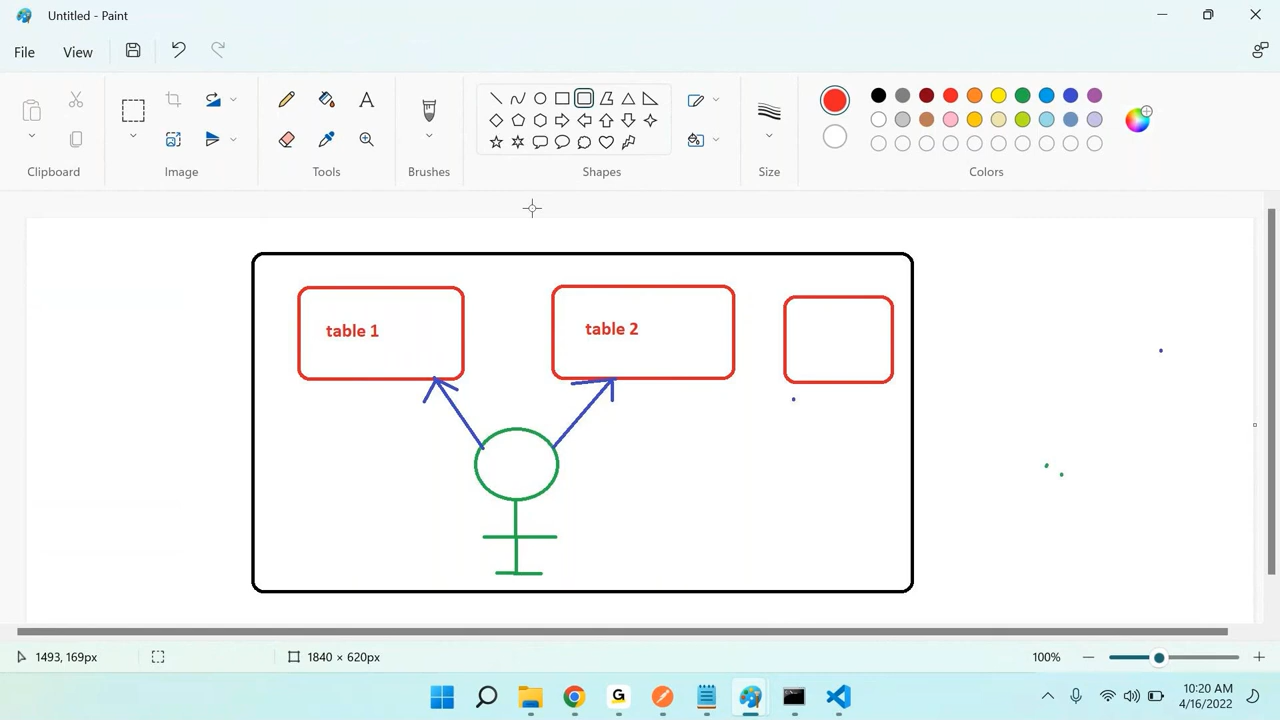 Untitled - Paint
File View
Clipboard Image Tools Brushes Shapes Size Colors
table 1 table 2
1493, 169px 1840 × 620px 100%
G
10:20 AM
4/16/2022